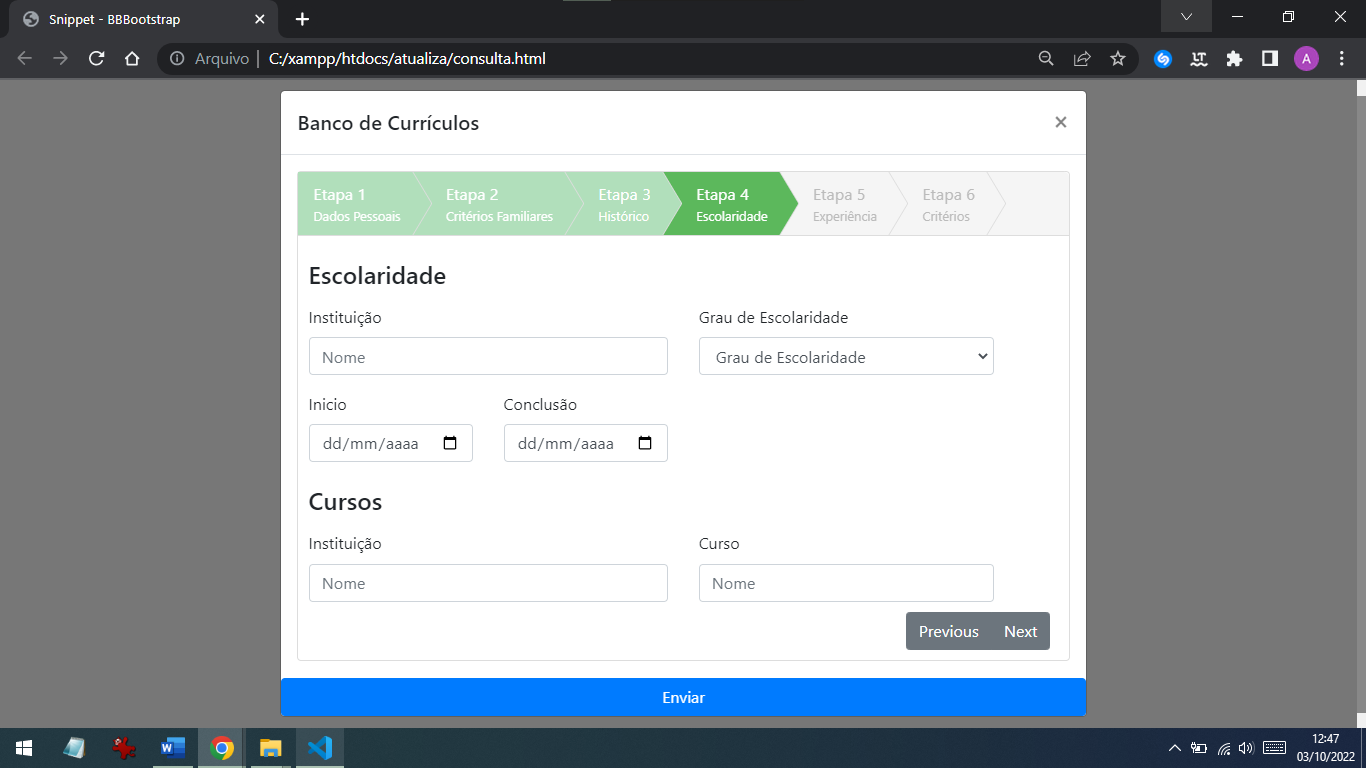 Snippet - BBBootstrap
Arquivo | C:/xampp/htdocs/atualiza/consulta.html
A
Banco de Currículos
×
Etapa 1 Etapa 2 Etapa 3 Etapa 4 Etapa 5 Etapa 6
Dados Pessoais Critérios Familiares Histórico Escolaridade Experiência Critérios
Escolaridade
Instituição Grau de Escolaridade
Nome Grau de Escolaridade
Inicio Conclusão
dd/mm/aaaa dd/mm/aaaa
Cursos
Instituição Curso
Nome Nome
Previous Next
Enviar
12:47
03/10/2022